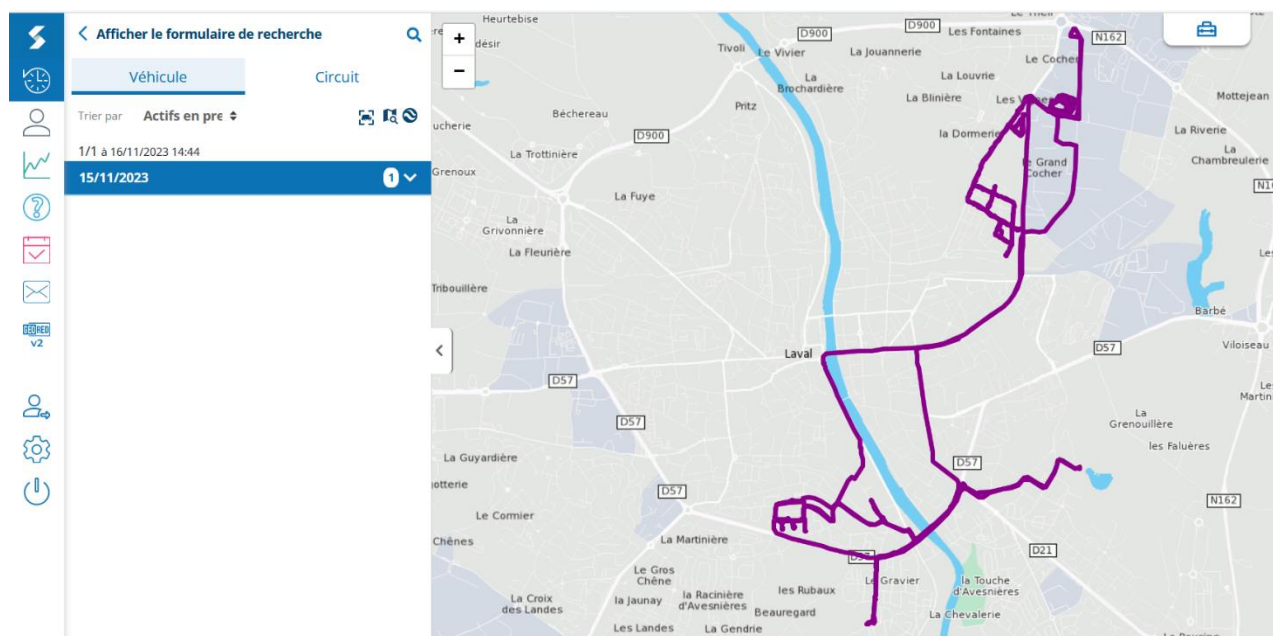 Afficher le formulaire de recherche
Véhicule
Circuit
Trier par
Actifs en pre
1/1 à 16/11/2023 14:44
15/11/2023
1
v2
+
−
Heurtebise
désir
Tivoli
Le Vivier
D900
La Jouannerie
D900
Les Fontaines
N162
Le Cocher
La
Brochardière
La Louvrie
La Blinière
Mottejean
Pritz
Béchereau
ucherie
D900
la Dormerie
La Riverie
La
Chambreulerie
La Trottinière
Grenoux
le Grand
Cocher
La Fuye
La
Grivonnière
La Fleurière
Tribouillère
Barbé
Laval
D57
Viloiseau
D57
D57
La
Grenouillère
les Faluères
La Guyardière
D57
D57
N162
Le Cormier
Chênes
La Martinière
D21
Le Gros
Chêne
Le Gravier
la Touche
d'Avesnières
La Croix
des Landes
la Jaunay
la Racinière
d'Avesnières
les Rubaux
Beauregard
La Chevalerie
Les Landes
La Gendrie